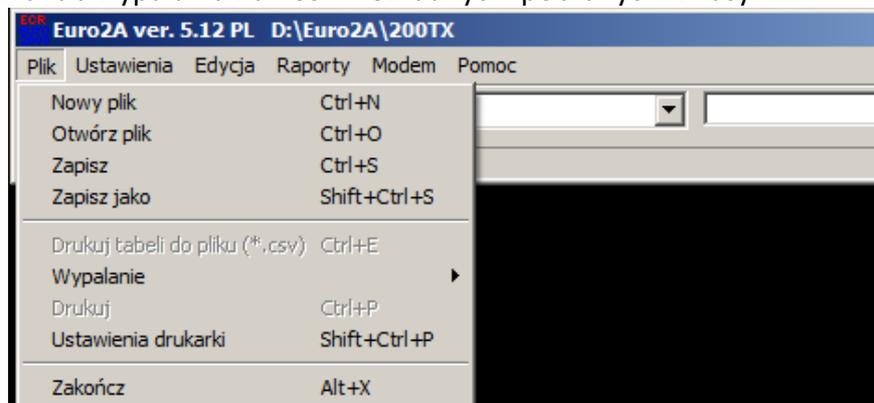 ECR
Euro2A ver. 5.12 PL D:\Euro2A\200TX
Plik Ustawienia Edycja Raporty Modem Pomoc
Nowy plik Ctrl+N
Otwórz plik Ctrl+O
Zapisz Ctrl+S
Zapisz jako Shift+Ctrl+S
Drukuj tabeli do pliku (*.csv) Ctrl+E
Wypalanie
Drukuj Ctrl+P
Ustawienia drukarki Shift+Ctrl+P
Zakończ Alt+X